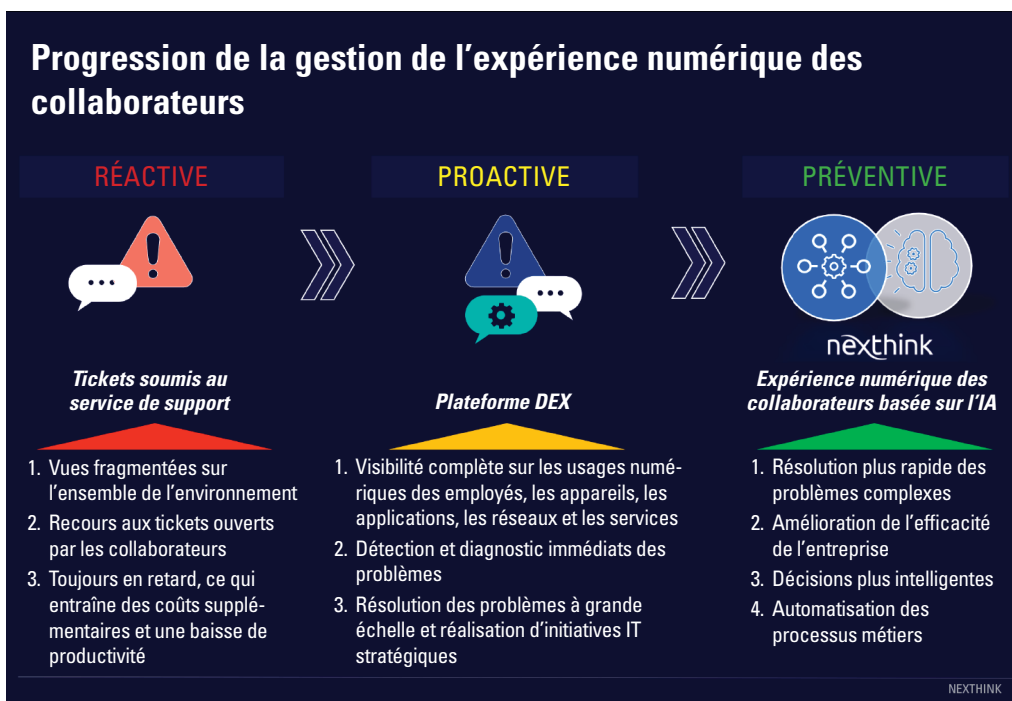 Progression de la gestion de l'expérience numérique des
collaborateurs
RÉACTIVE
Tickets soumis au
service de support
1. Vues fragmentées sur
l'ensemble de l'environnement
2. Recours aux tickets ouverts
par les collaborateurs
3. Toujours en retard, ce qui
entraîne des coûts supplé-
mentaires et une baisse de
productivité
PROACTIVE
Plateforme DEX
1. Visibilité complète sur les usages numé-
riques des employés, les appareils, les
applications, les réseaux et les services
2. Détection et diagnostic immédiats des
problèmes
3. Résolution des problèmes à grande
échelle et réalisation d'initiatives IT
stratégiques
PRÉVENTIVE
nexthink
Expérience numérique des
collaborateurs basée sur l'IA
1. Résolution plus rapide des
problèmes complexes
2. Amélioration de l'efficacité
de l'entreprise
3. Décisions plus intelligentes
4. Automatisation des
processus métiers
NEXTHINK